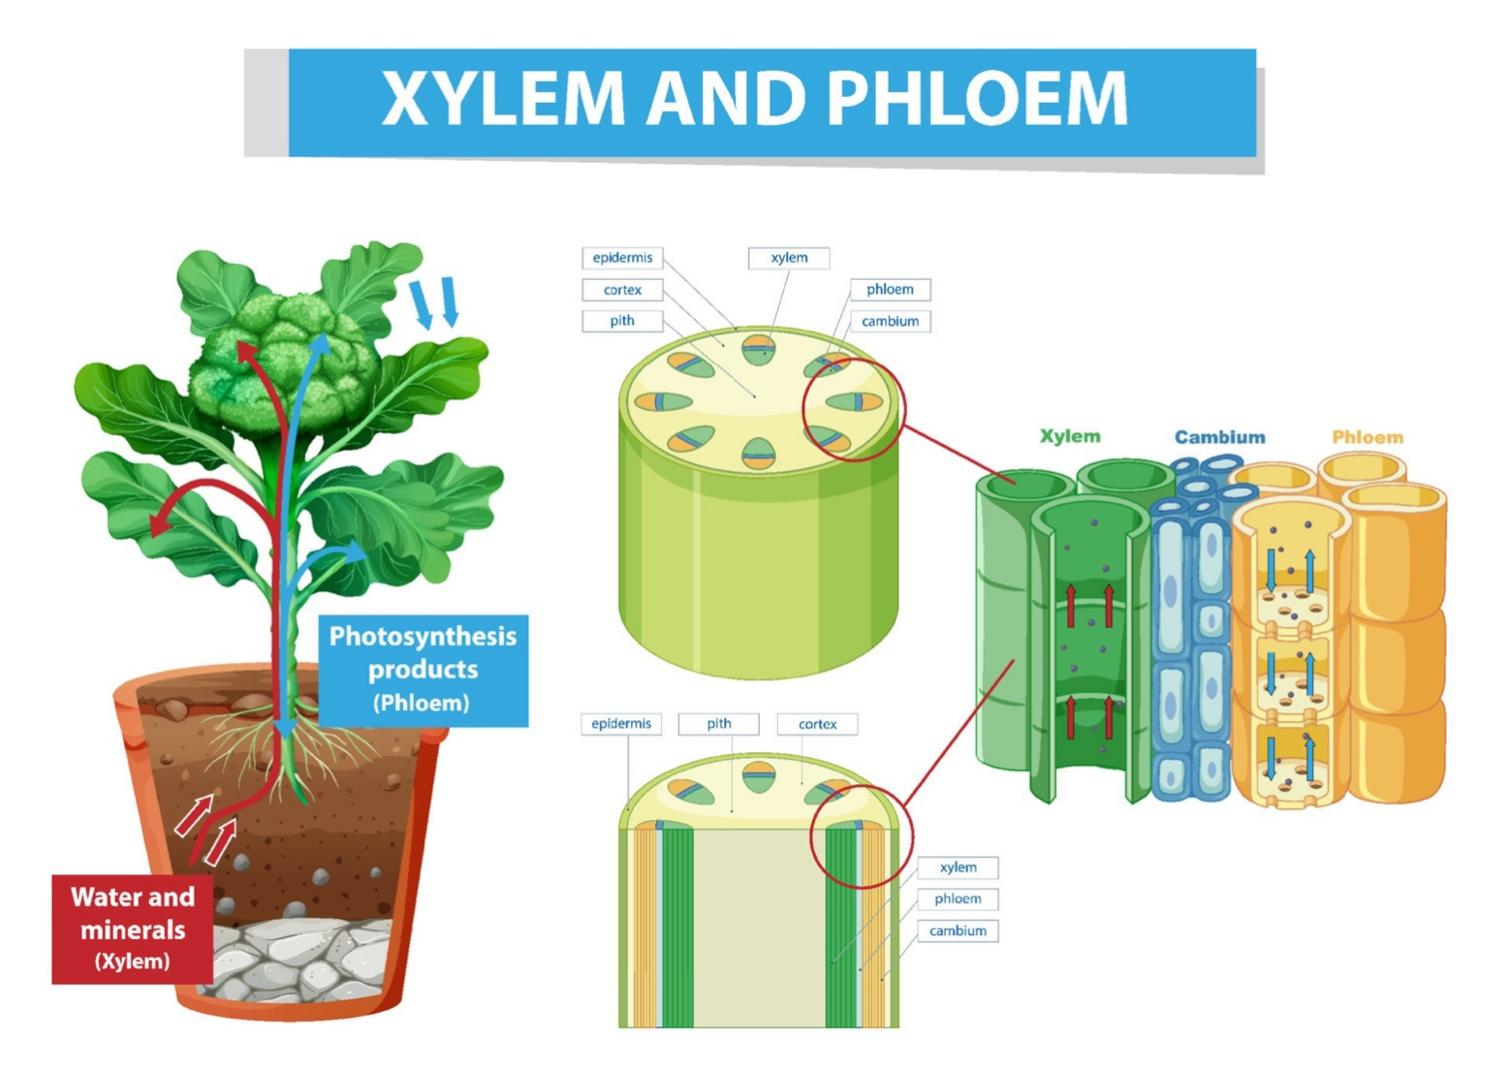 XYLEM AND PHLOEM
epidermis
xylem
cortex
phloem
pith
cambium
Xylem
Cambium
Phloem
Photosynthesis
products
(Phloem)
epidermis
pith
cortex
xylem
phloem
cambium
Water and
minerals
(Xylem)